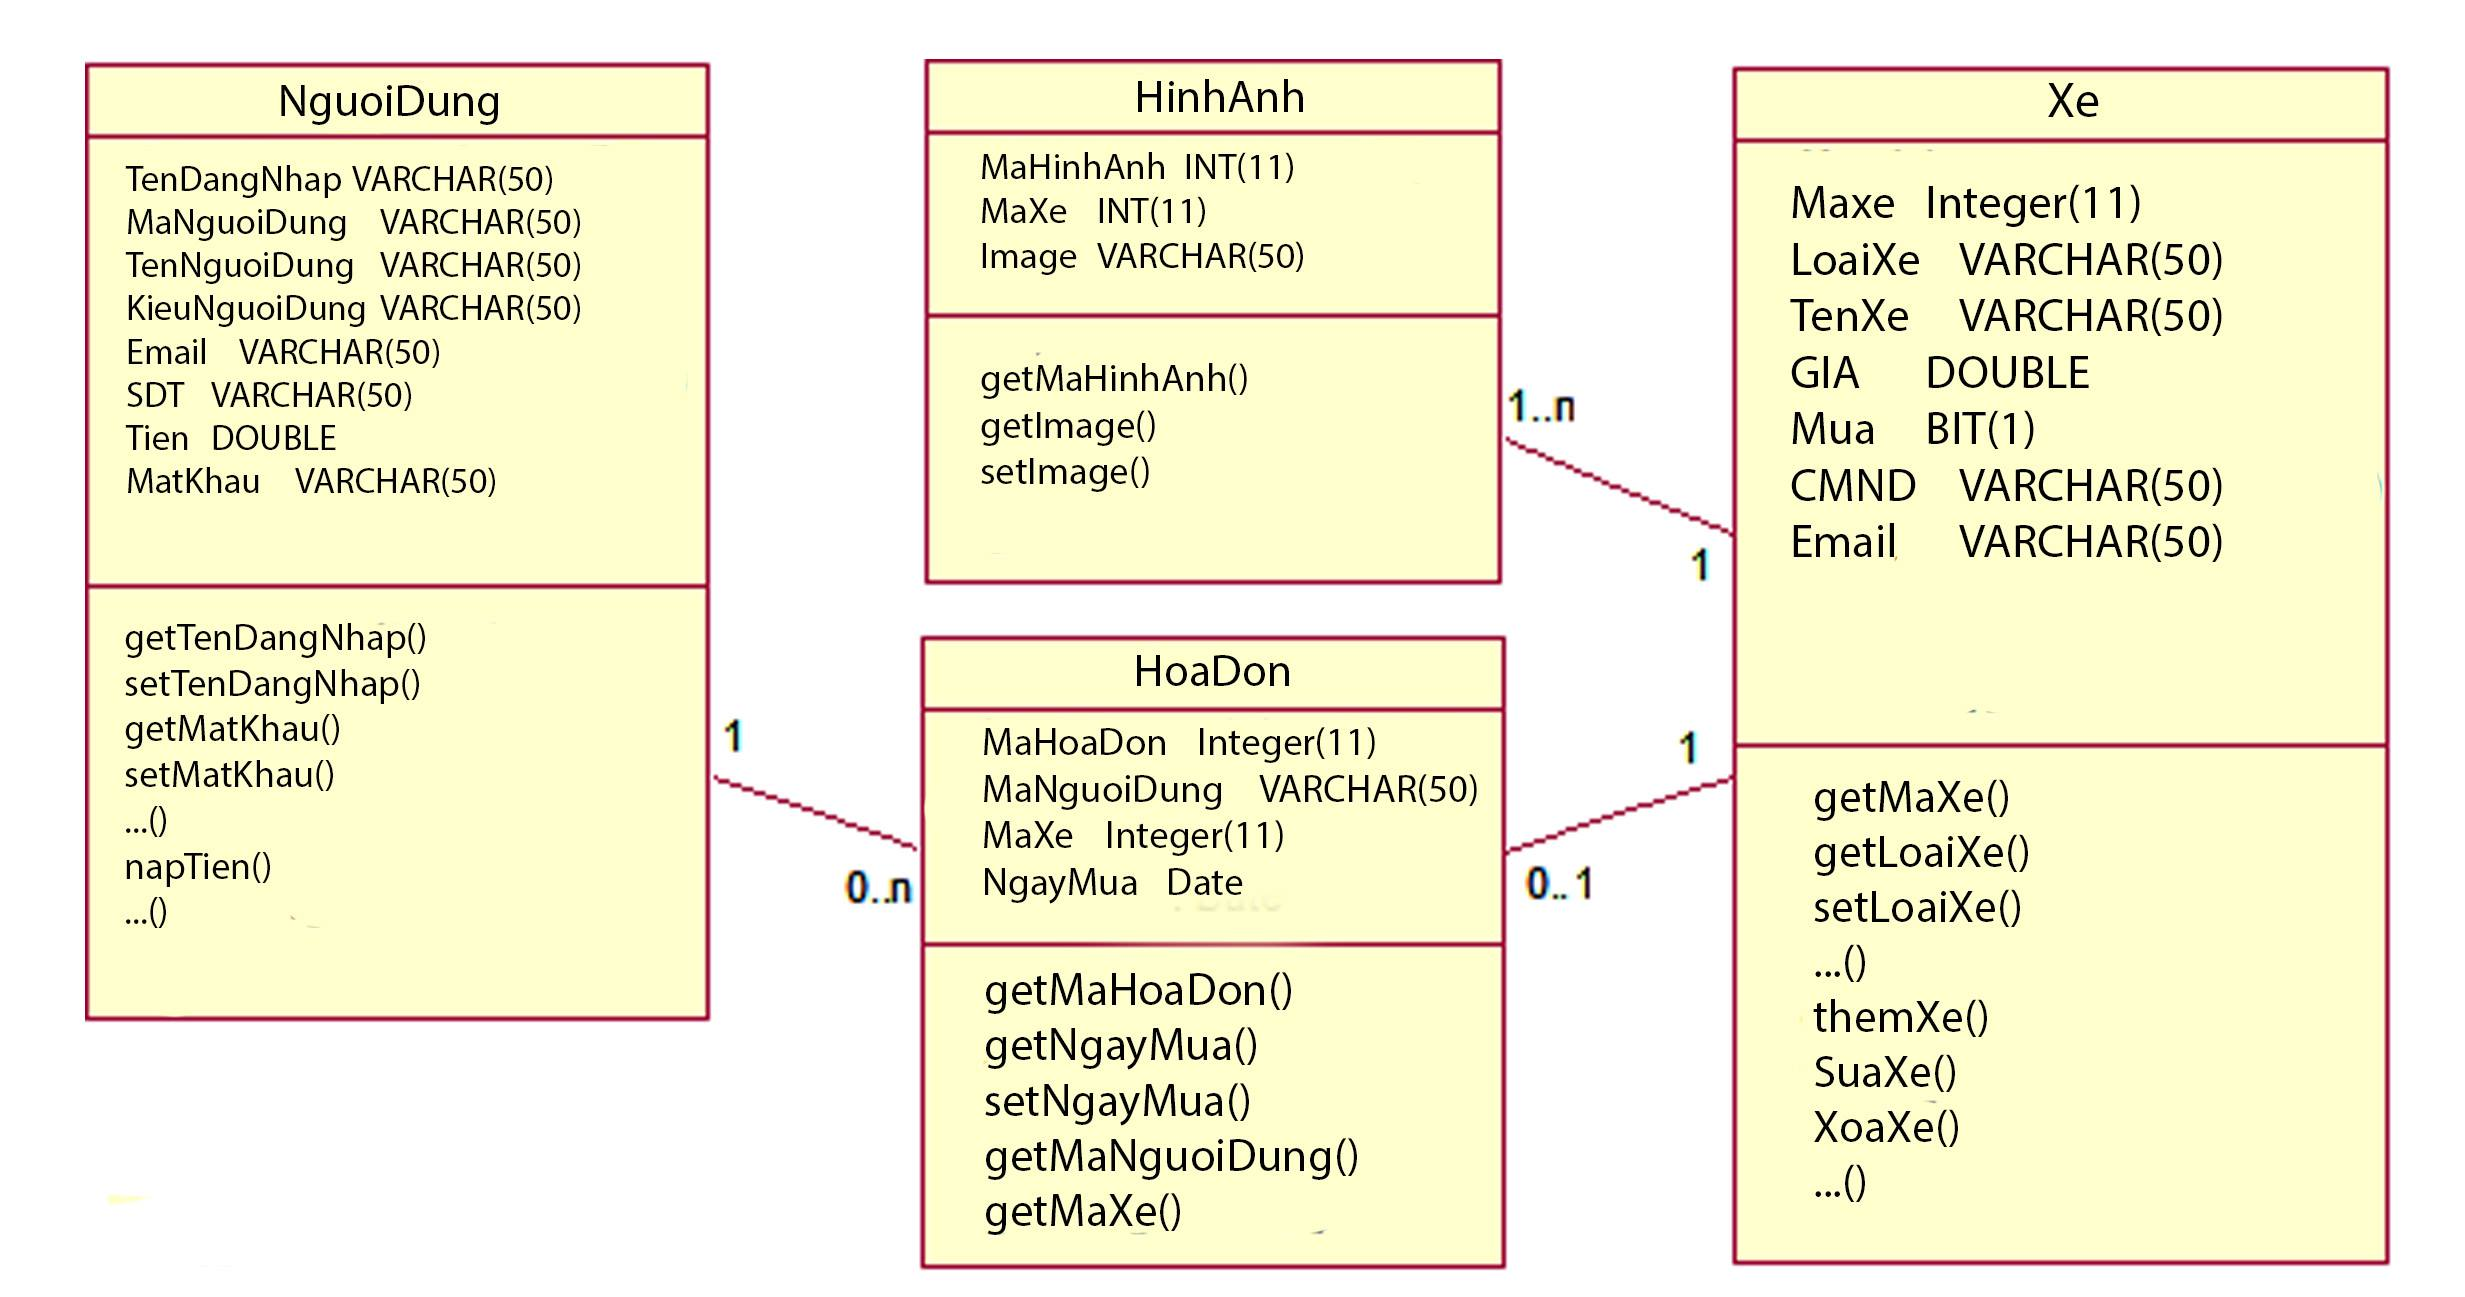 NguoiDung
TenDangNhap VARCHAR(50)
MaNguoiDung VARCHAR(50)
TenNguoiDung VARCHAR(50)
KieuNguoiDung VARCHAR(50)
Email VARCHAR(50)
SDT VARCHAR(50)
Tien DOUBLE
MatKhau VARCHAR(50)
getTenDangNhap()
setTenDangNhap()
getMatKhau()
setMatKhau()
...()
napTien()
...()
1
0..n
HinhAnh
MaHinhAnh INT(11)
MaXe INT(11)
Image VARCHAR(50)
getMaHinhAnh()
getImage()
setImage()
1..n
1
HoaDon
MaHoaDon Integer(11)
MaNguoiDung VARCHAR(50)
MaXe Integer(11)
NgayMua Date
getMaHoaDon()
getNgayMua()
setNgayMua()
getMaNguoiDung()
getMaXe()
1
0..1
Xe
Maxe Integer(11)
LoaiXe VARCHAR(50)
TenXe VARCHAR(50)
GIA DOUBLE
Mua BIT(1)
CMND VARCHAR(50)
Email VARCHAR(50)
getMaXe()
getLoaiXe()
setLoaiXe()
...()
themXe()
SuaXe()
XoaXe()
...()